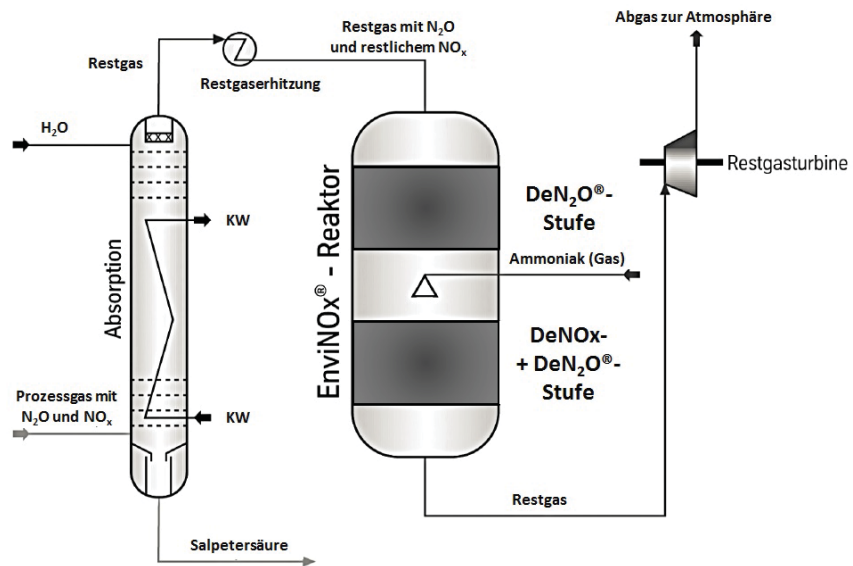 Abgas zur Atmosphäre
Restgas mit N₂O
und restlichem NOₓ
Restgas
Restgaserhitzung
H₂O
Restgasturbine
DeN₂O®-
Stufe
KW
Ammoniak (Gas)
Absorption
EnviNOx® - Reaktor
DeNOx-
+ DeN₂O®-
Stufe
Prozessgas mit
N₂O und NOₓ
KW
Restgas
Salpetersäure